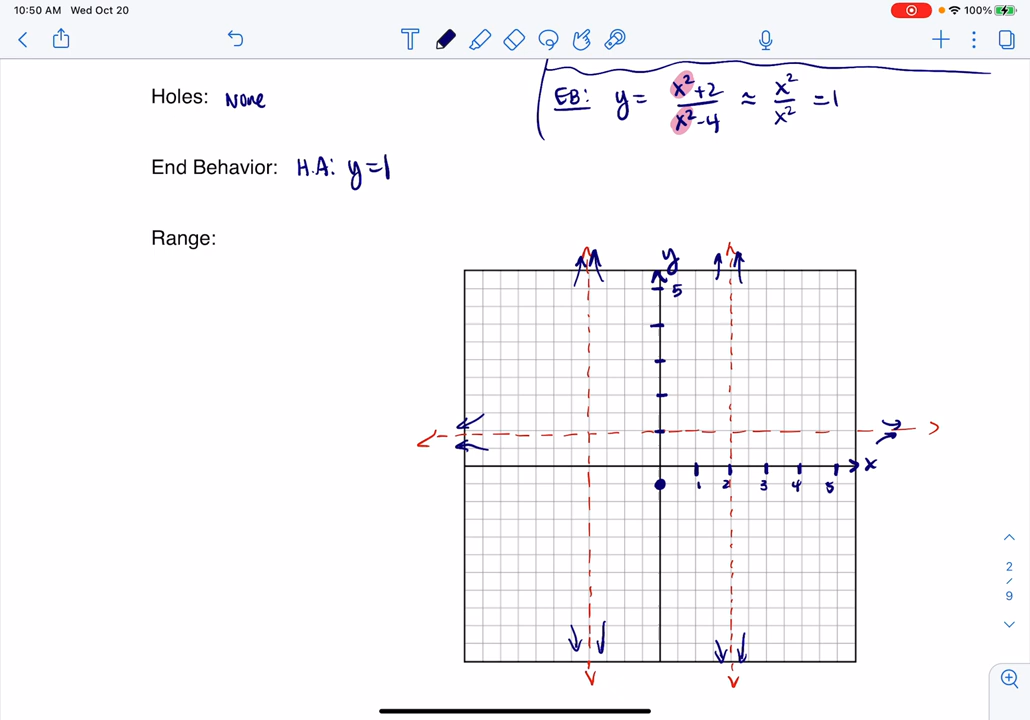 10:50 AM Wed Oct 20
100%
T
Holes: None
EB: y = x²+2 / x²-4 ≈ x² / x² = 1
End Behavior: H.A: y=1
Range:
y
5
x
1 2 3 4 5
2
/
9